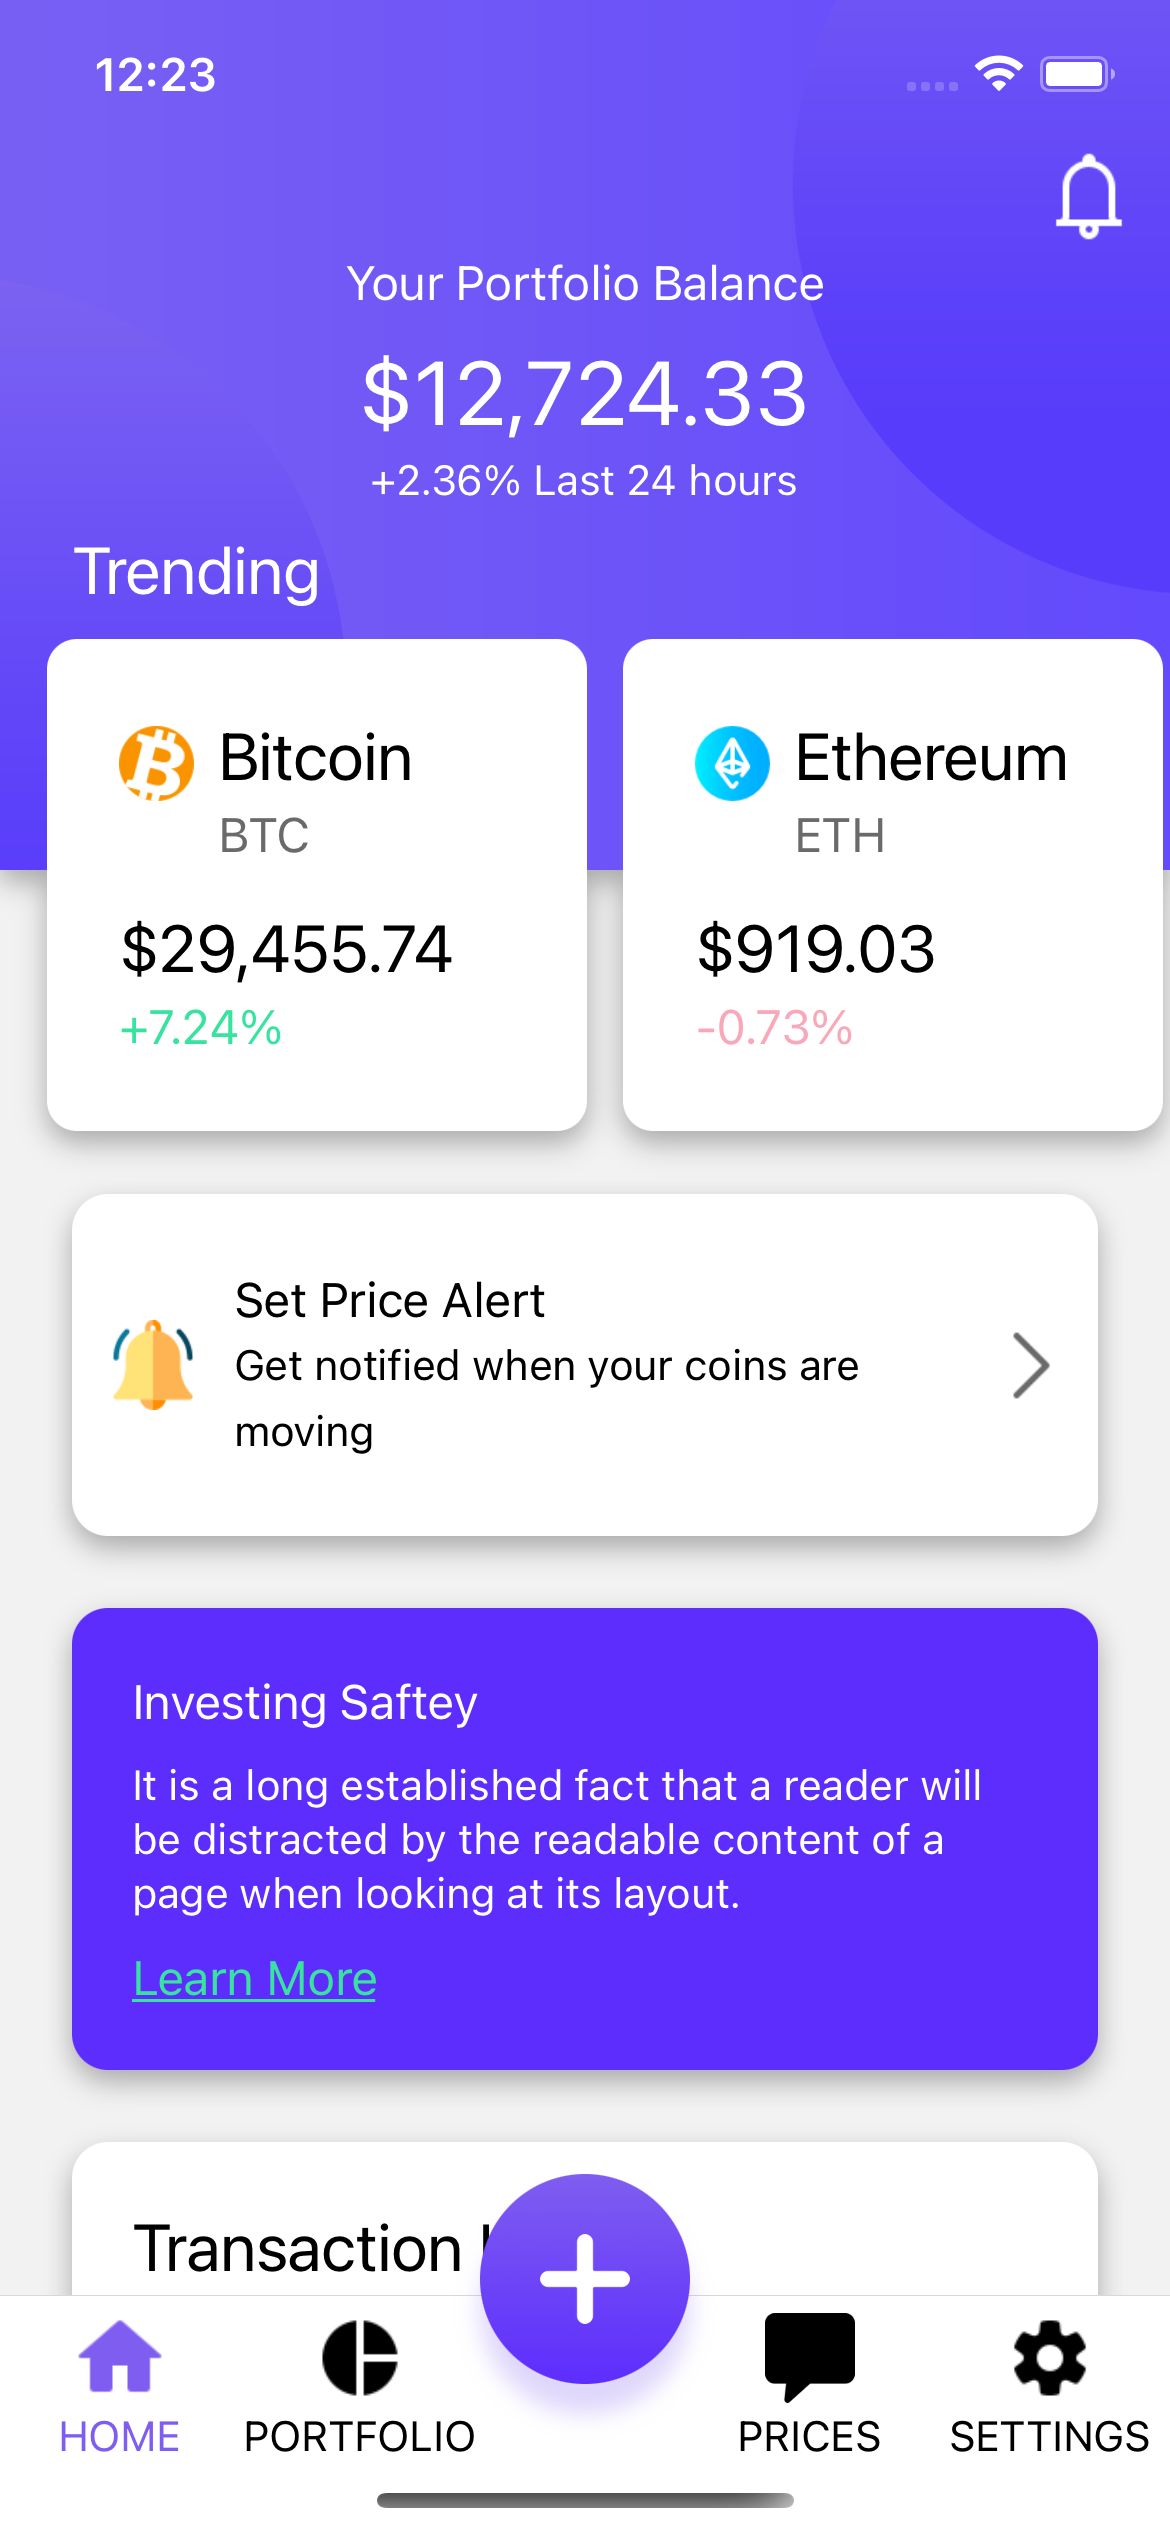 12:23
Your Portfolio Balance
$12,724.33
+2.36% Last 24 hours
Trending
Bitcoin
BTC
$29,455.74
+7.24%
Ethereum
ETH
$919.03
-0.73%
Set Price Alert
Get notified when your coins are
moving
Investing Saftey
It is a long established fact that a reader will
be distracted by the readable content of a
page when looking at its layout.
Learn More
Transaction
HOME
PORTFOLIO
PRICES
SETTINGS